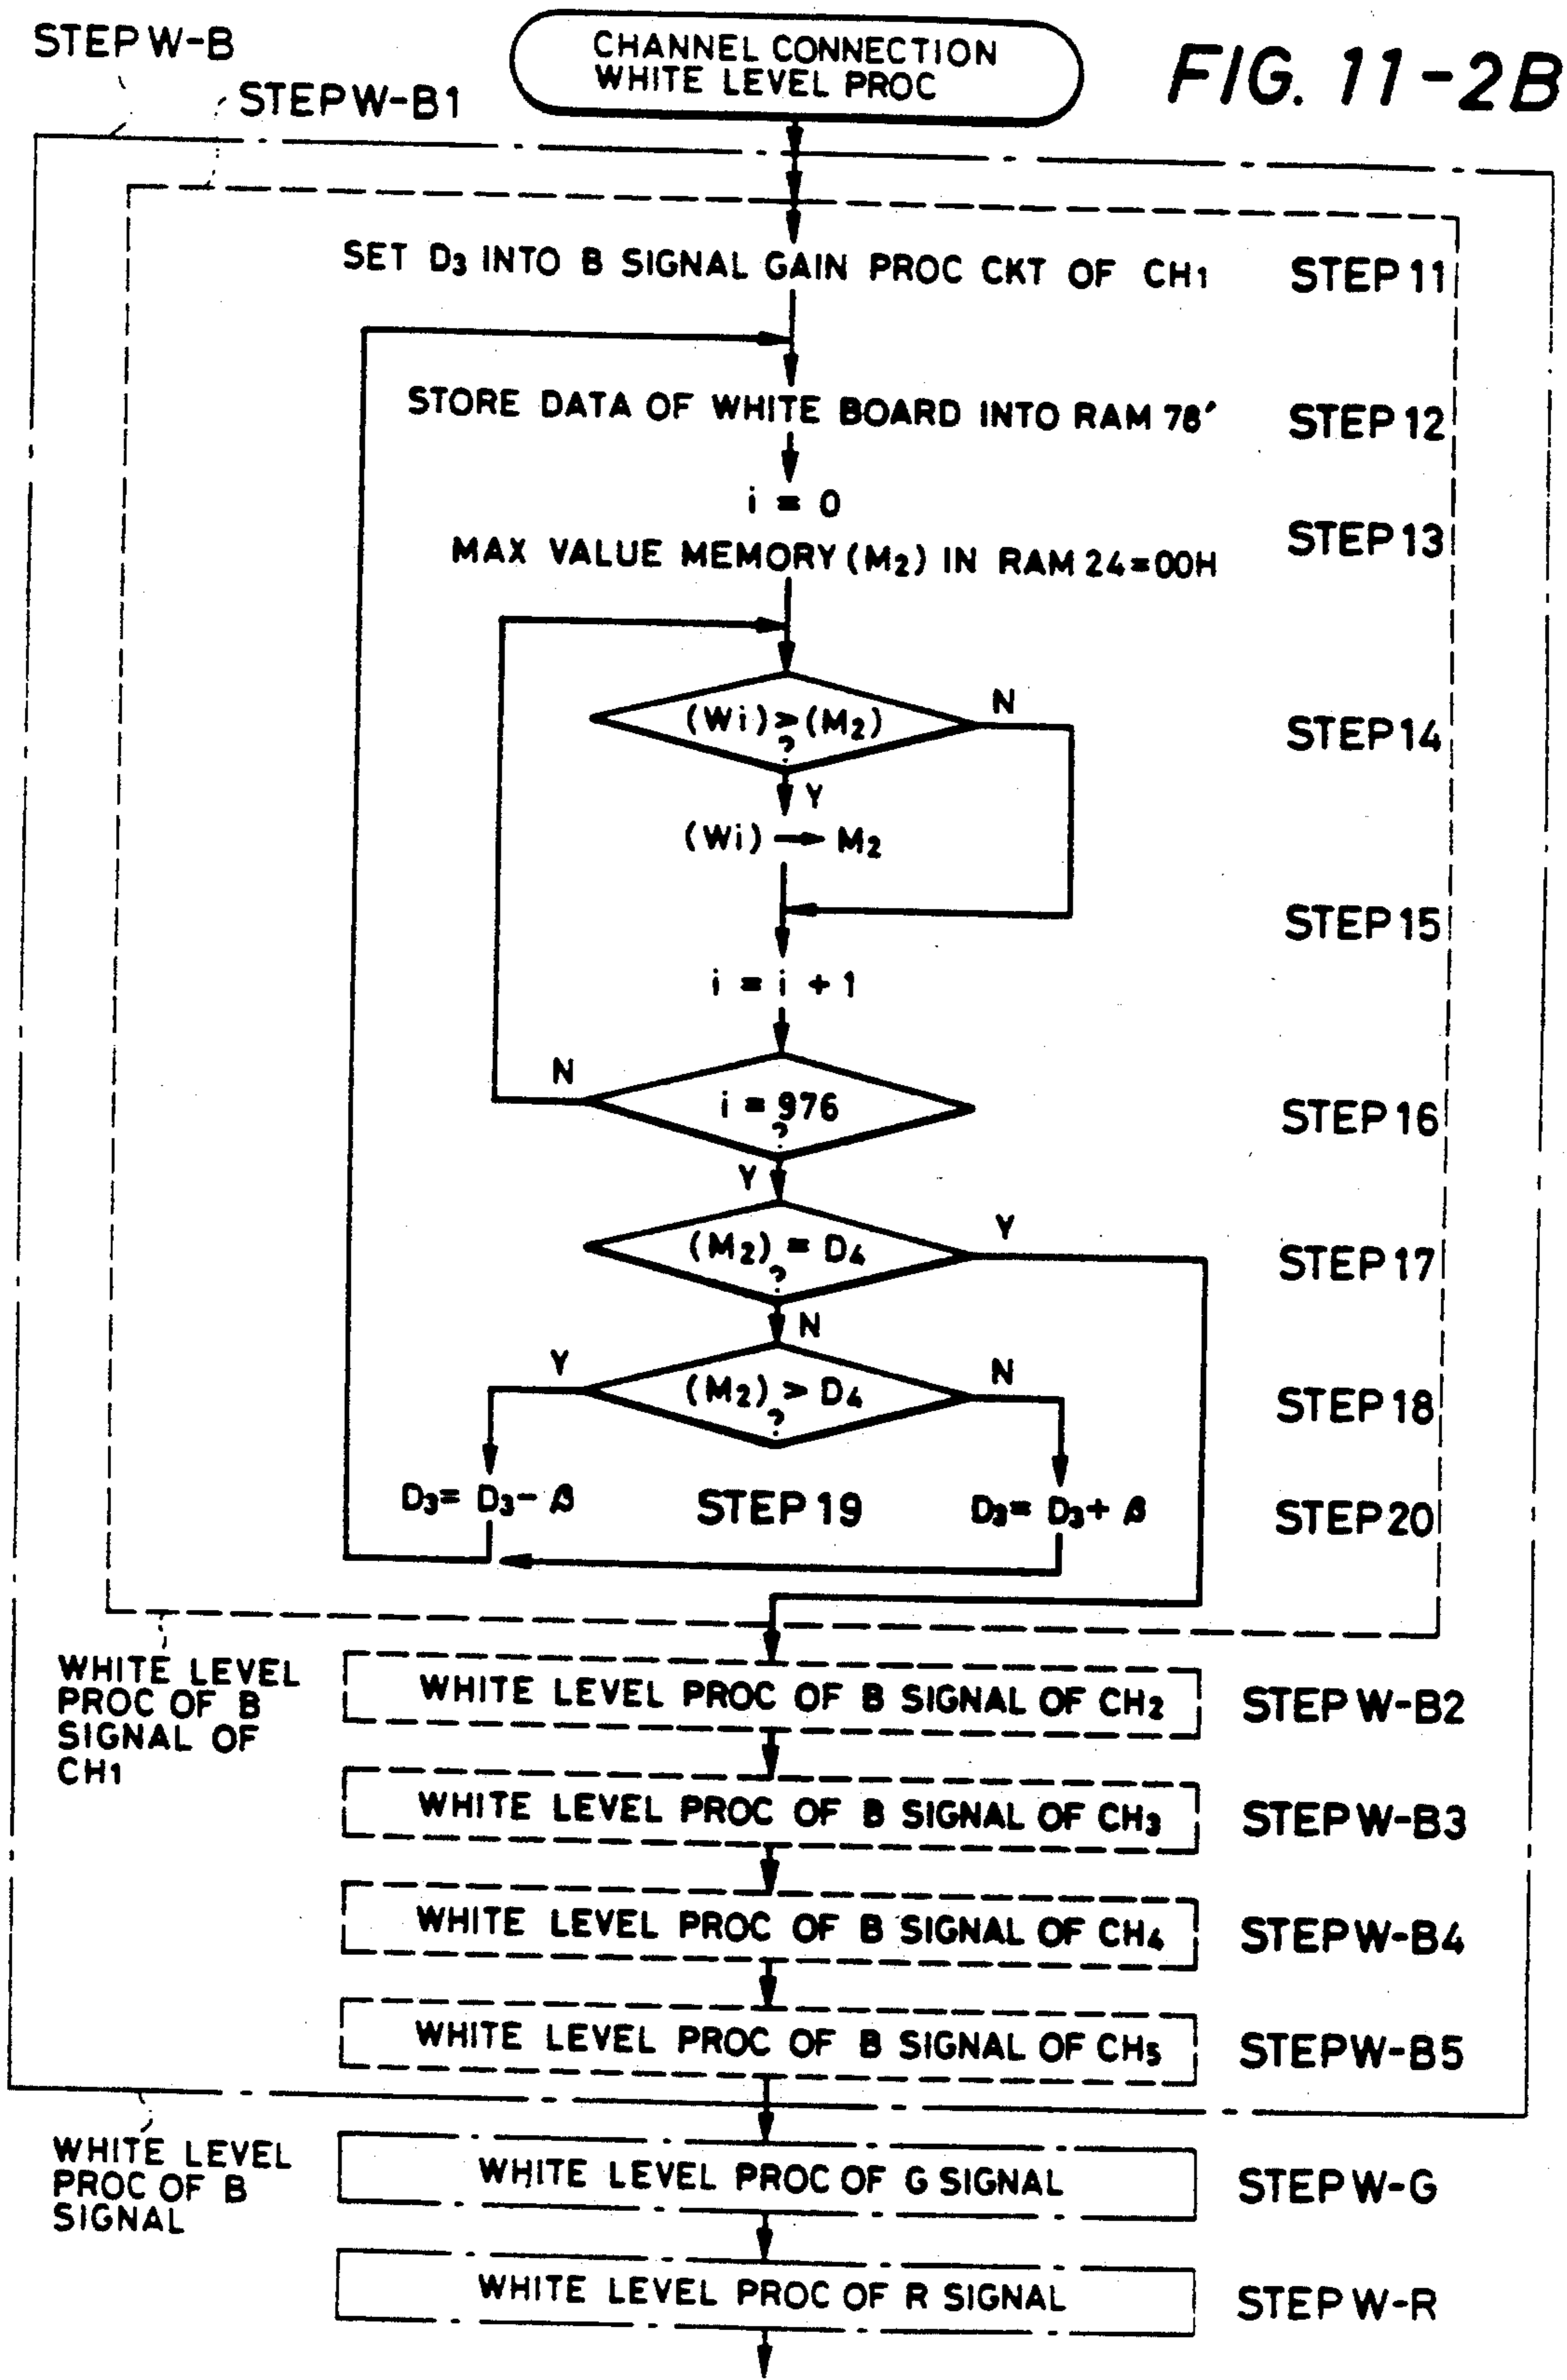 STEP W-B
CHANNEL CONNECTION
WHITE LEVEL PROC
FIG. 11-2B
STEP W-B1
SET D3 INTO B SIGNAL GAIN PROC CKT OF CH1 STEP 11
STORE DATA OF WHITE BOARD INTO RAM 78′ STEP 12
i = 0
MAX VALUE MEMORY (M2) IN RAM 24=00H STEP 13
(Wi) > (M2)
?
N
STEP 14
Y
(Wi) → M2
STEP 15
i = i + 1
N
i = 976
?
STEP 16
Y
(M2) = D4
?
Y
STEP 17
N
Y
(M2) > D4
?
N
STEP 18
D3 = D3 - β STEP 19 D3 = D3 + β STEP 20
WHITE LEVEL
PROC OF B
SIGNAL OF
CH1
WHITE LEVEL PROC OF B SIGNAL OF CH2 STEP W-B2
WHITE LEVEL PROC OF B SIGNAL OF CH3 STEP W-B3
WHITE LEVEL PROC OF B SIGNAL OF CH4 STEP W-B4
WHITE LEVEL PROC OF B SIGNAL OF CH5 STEP W-B5
WHITE LEVEL
PROC OF B
SIGNAL
WHITE LEVEL PROC OF G SIGNAL STEP W-G
WHITE LEVEL PROC OF R SIGNAL STEP W-R